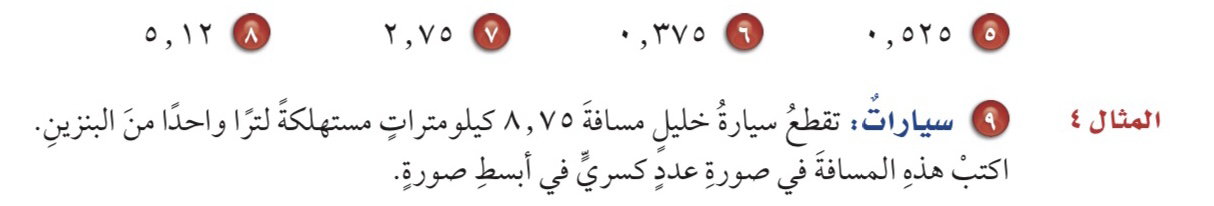 ٥ ٠,٥٢٥ ٦ ٠,٣٧٥ ٧ ٢,٧٥ ٨ ٥,١٢
المثال ٤ ٩ سياراتٌ: تقطعُ سيارةُ خليلٍ مسافةَ ٨,٧٥ كيلومتراتٍ مستهلكةً لترًا واحدًا منَ البنزينِ.
اكتبْ هذهِ المسافةَ في صورةِ عددٍ كسريٍّ في أبسطِ صورةٍ.